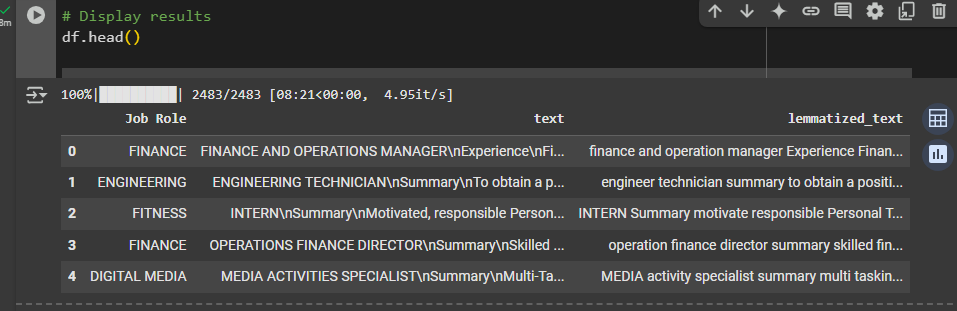 # Display results
df.head()
8m
100%|██████████| 2483/2483 [08:21<00:00, 4.95it/s]
Job Role text lemmatized_text
0 FINANCE FINANCE AND OPERATIONS MANAGER\nExperience\nFi... finance and operation manager Experience Finan...
1 ENGINEERING ENGINEERING TECHNICIAN\nSummary\nTo obtain a p... engineer technician summary to obtain a positi...
2 FITNESS INTERN\nSummary\nMotivated, responsible Person... INTERN Summary motivate responsible Personal T...
3 FINANCE OPERATIONS FINANCE DIRECTOR\nSummary\nSkilled ... operation finance director summary skilled fin...
4 DIGITAL MEDIA MEDIA ACTIVITIES SPECIALIST\nSummary\nMulti-Ta... MEDIA activity specialist summary multi taskin...